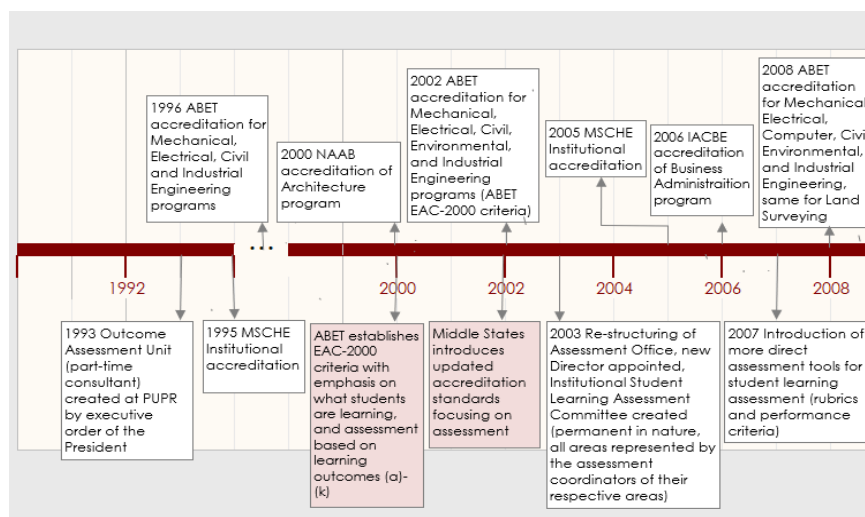 1996 ABET
accreditation for
Mechanical,
Electrical, Civil
and Industrial
Engineering
programs
2000 NAAB
accreditation of
Architecture
program
2002 ABET
accreditation for
Mechanical,
Electrical, Civil,
Environmental,
and Industrial
Engineering
programs (ABET
EAC-2000 criteria)
2005 MSCHE
Institutional
accreditation
2006 IACBE
accreditation
of Business
Administraition
program
2008 ABET
accreditation
for Mechanical,
Electrical,
Computer, Civi
Environmental,
and Industrial
Engineering,
same for Land
Surveying
...
1992
2000
2002
2004
2006
2008
1993 Outcome
Assessment Unit
(part-time
consultant)
created at PUPR
by executive
order of the
President
1995 MSCHE
Institutional
accreditation
ABET establishes
EAC-2000
criteria with
emphasis on
what students
are learning,
and assessment
based on
learning
outcomes (a)-
(k)
Middle States
introduces
updated
accreditation
standards
focusing on
assessment
2003 Re-structuring of
Assessment Office, new
Director appointed,
Institutional Student
Learning Assessment
Committee created
(permanent in nature,
all areas represented by
the assessment
coordinators of their
respective areas)
2007 Introduction of
more direct
assessment tools for
student learning
assessment (rubrics
and performance
criteria)